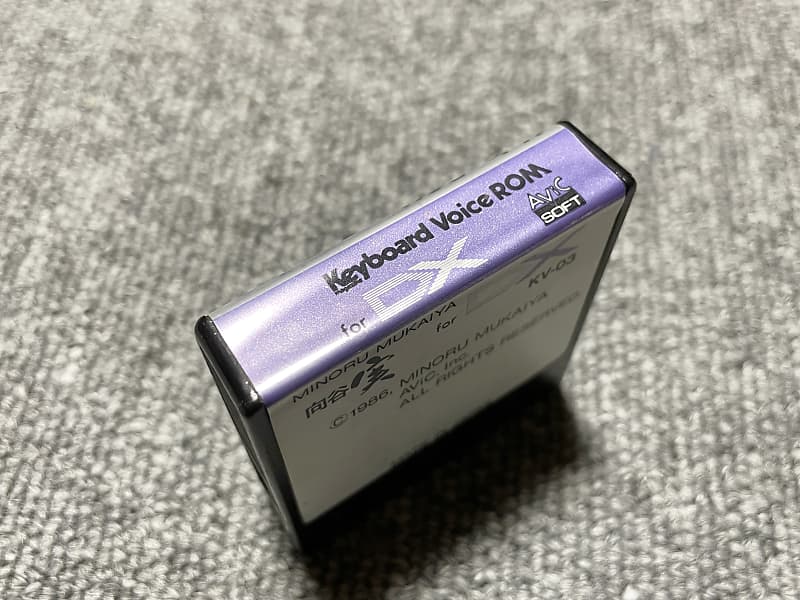 Keyboard Voice ROM
for DX
AViC
SOFT
MINORU MUKAIYA
向谷 実
for DX
KV-03
©1986, MINORU MUKAIYA
AViC, Inc.
ALL RIGHTS RESERVED.